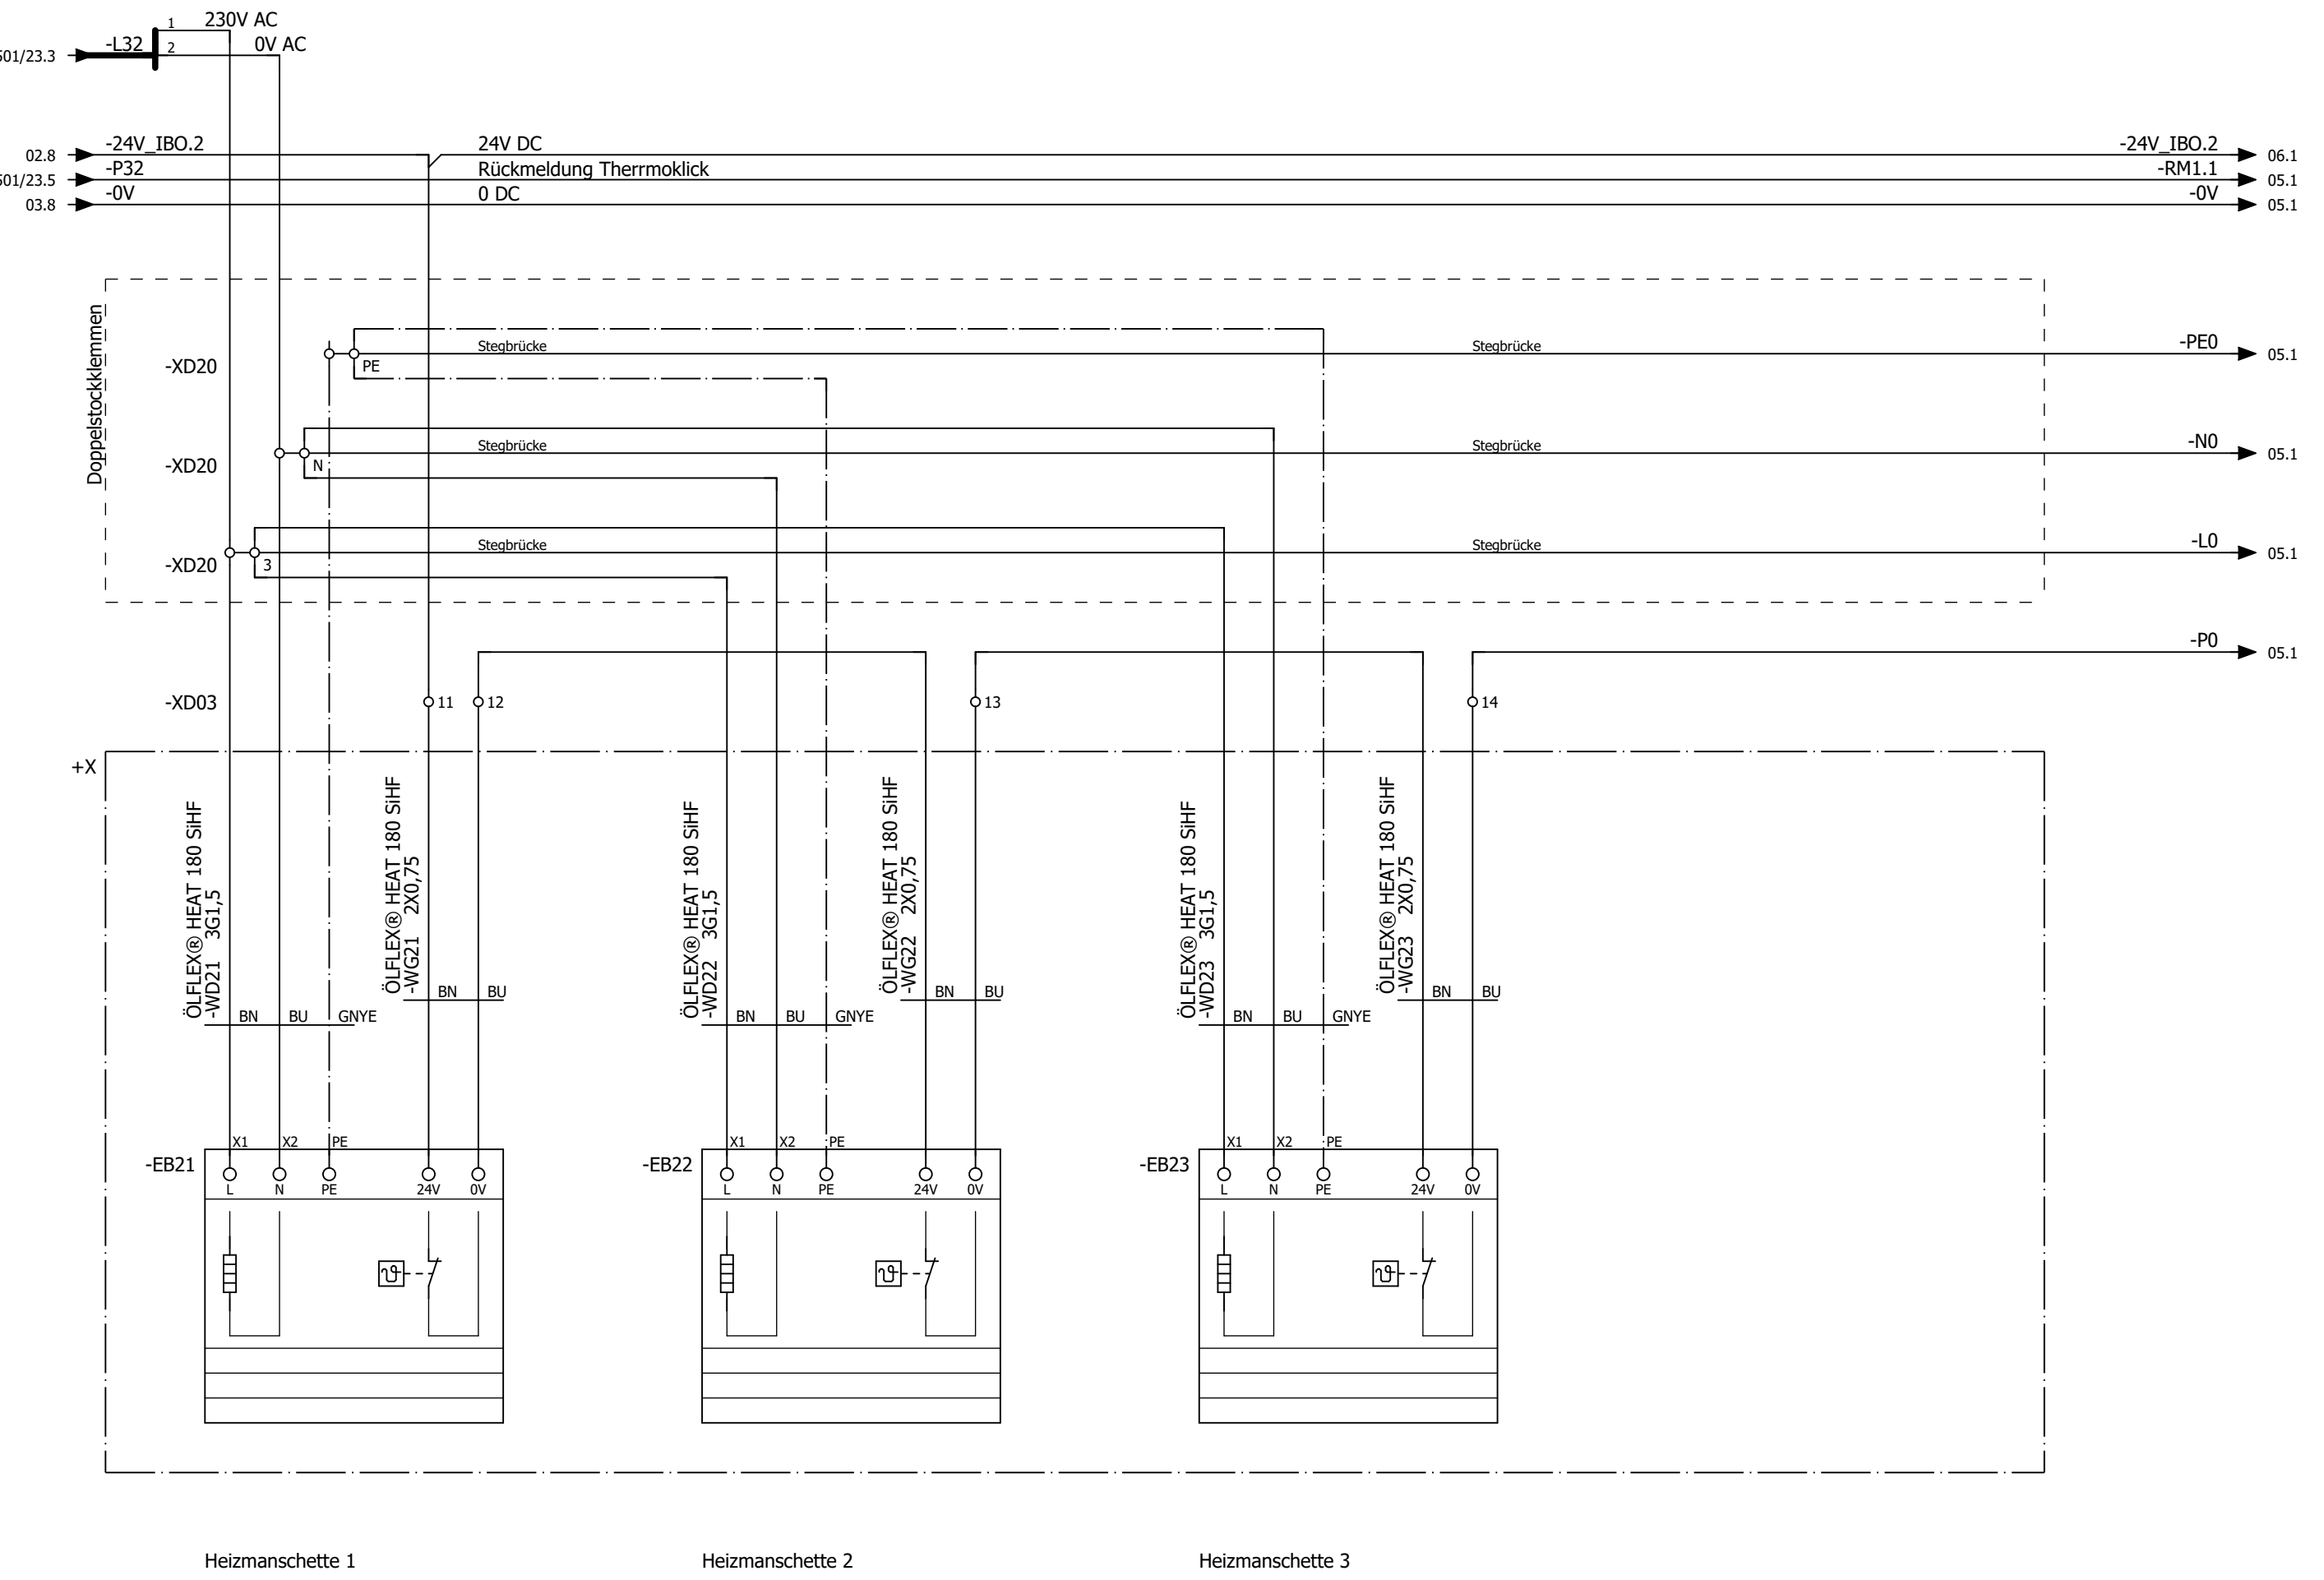 1 230V AC
-L32 2 0V AC
501/23.3
-24V_IBO.2 24V DC -24V_IBO.2
02.8 06.1
-P32 Rückmeldung Therrmoklick -RM1.1
501/23.5 05.1
-0V 0 DC -0V
03.8 05.1
Doppelstockklemmen
Stegbrücke Stegbrücke -PE0
05.1
-XD20 PE
Stegbrücke Stegbrücke -N0
05.1
-XD20 N
Stegbrücke Stegbrücke -L0
05.1
-XD20 3
-P0
05.1
-XD03 11 12 13 14
+X
ÖLFLEX® HEAT 180 SiHF
-WD21 3G1,5
ÖLFLEX® HEAT 180 SiHF
-WG21 2X0,75
ÖLFLEX® HEAT 180 SiHF
-WD22 3G1,5
ÖLFLEX® HEAT 180 SiHF
-WG22 2X0,75
ÖLFLEX® HEAT 180 SiHF
-WD23 3G1,5
ÖLFLEX® HEAT 180 SiHF
-WG23 2X0,75
BN BU BN BU BN BU
BN BU GNYE BN BU GNYE BN BU GNYE
X1 X2 PE X1 X2 PE X1 X2 PE
-EB21 -EB22 -EB23
L N PE 24V 0V L N PE 24V 0V L N PE 24V 0V
Heizmanschette 1 Heizmanschette 2 Heizmanschette 3